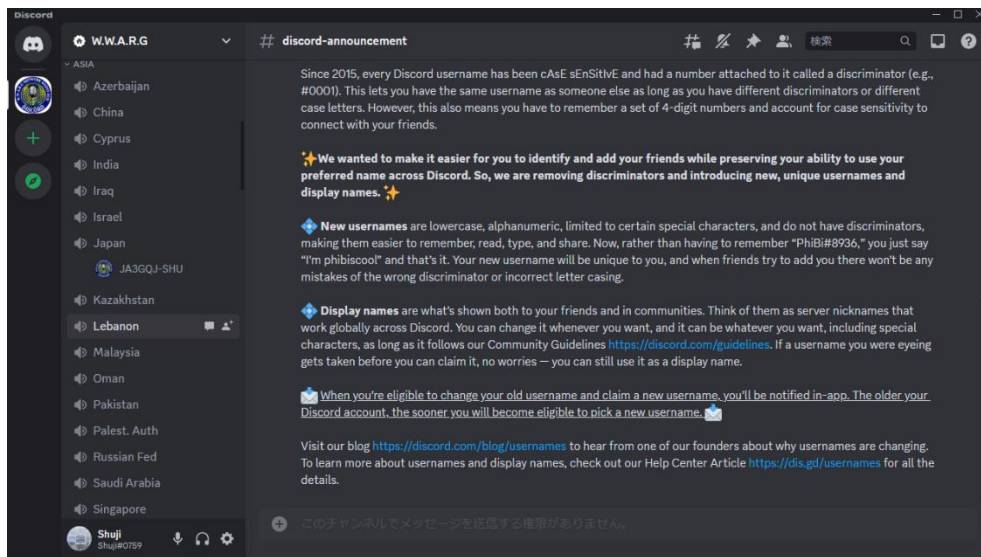 Discord
W.W.A.R.G
# discord-announcement
検索
ASIA
Azerbaijan
China
Cyprus
India
Iraq
Israel
Japan
JA3GQJ-SHU
Kazakhstan
Lebanon
Malaysia
Oman
Pakistan
Palest. Auth
Russian Fed
Saudi Arabia
Singapore
Shuji
Shuji#0759
Since 2015, every Discord username has been cAsE sEnSitIvE and had a number attached to it called a discriminator (e.g.,
#0001). This lets you have the same username as someone else as long as you have different discriminators or different
case letters. However, this also means you have to remember a set of 4-digit numbers and account for case sensitivity to
connect with your friends.
✨We wanted to make it easier for you to identify and add your friends while preserving your ability to use your
preferred name across Discord. So, we are removing discriminators and introducing new, unique usernames and
display names. ✨
💠 New usernames are lowercase, alphanumeric, limited to certain special characters, and do not have discriminators,
making them easier to remember, read, type, and share. Now, rather than having to remember “PhiBi#8936,” you just say
“I'm phibiscool” and that's it. Your new username will be unique to you, and when friends try to add you there won't be any
mistakes of the wrong discriminator or incorrect letter casing.
💠 Display names are what's shown both to your friends and in communities. Think of them as server nicknames that
work globally across Discord. You can change it whenever you want, and it can be whatever you want, including special
characters, as long as it follows our Community Guidelines https://discord.com/guidelines. If a username you were eyeing
gets taken before you can claim it, no worries — you can still use it as a display name.
📩 When you're eligible to change your old username and claim a new username, you'll be notified in-app. The older your
Discord account, the sooner you will become eligible to pick a new username. 📩
Visit our blog https://discord.com/blog/usernames to hear from one of our founders about why usernames are changing.
To learn more about usernames and display names, check out our Help Center Article https://dis.gd/usernames for all the
details.
このチャンネルでメッセージを送信する権限がありません。